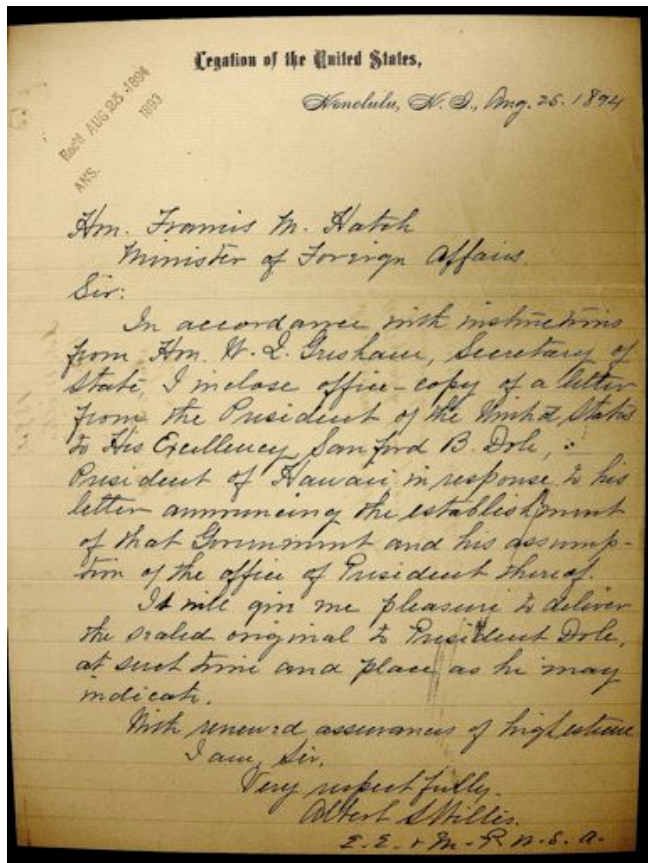 Legation of the United States,
Honolulu, H. I., Aug. 25. 1894
Rec'd AUG 25 1894
1893
ANS.
Hon. Francis M. Hatch
Minister of Foreign Affairs.
Sir:
In accordance with instructions
from Hon. W. Q. Gresham, Secretary of
State, I inclose office-copy of a letter
from the President of the United States
to His Excellency Sanford B. Dole,
President of Hawaii in response to his
letter announcing the establishment
of that Government and his assump-
tion of the office of President thereof.
It will give me pleasure to deliver
the sealed original to President Dole,
at such time and place as he may
indicate.
With renewed assurances of high esteem
I am, Sir,
Very respectfully.
Albert S Willis.
E. E. & M. P. U. S. A.